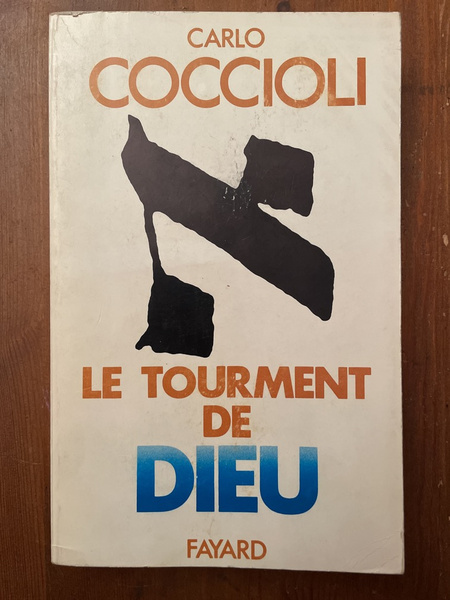 CARLO
COCCIOLI
א
LE TOURMENT
DE
DIEU
FAYARD